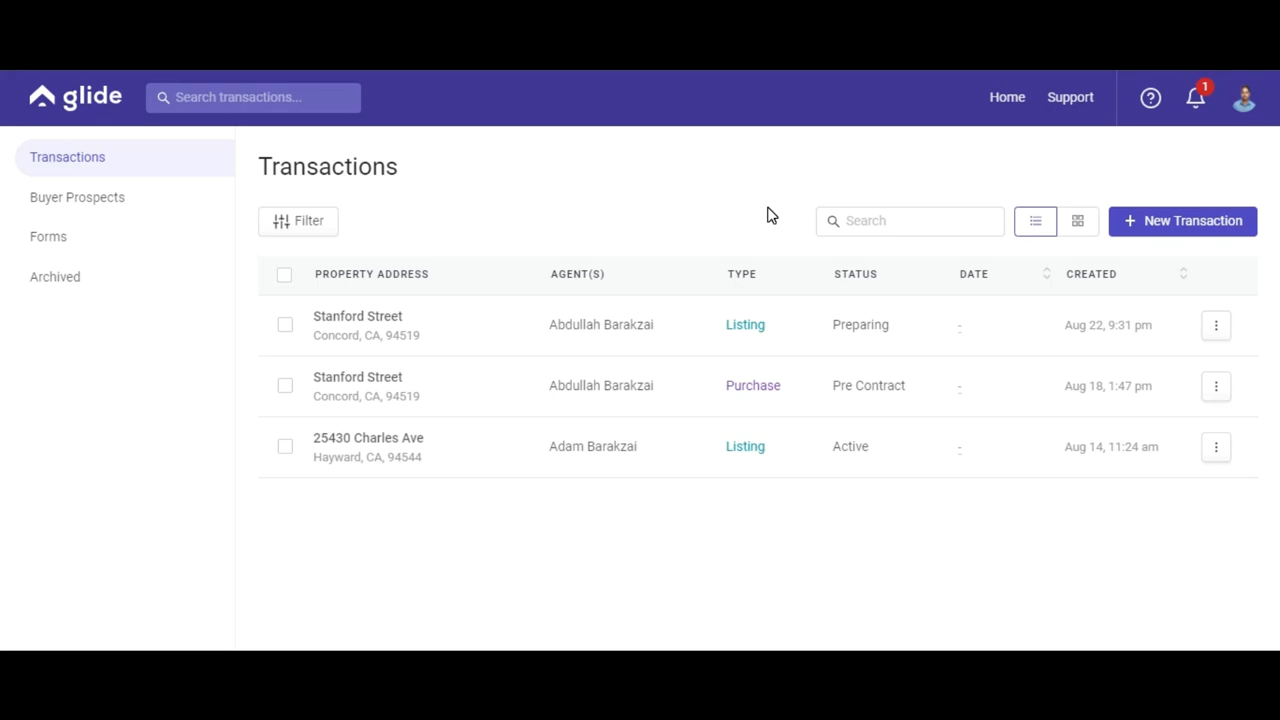 glide
Search transactions...
Home
Support
1
Transactions
Buyer Prospects
Forms
Archived
Transactions
Filter
Search
New Transaction
PROPERTY ADDRESS AGENT(S) TYPE STATUS DATE CREATED
Stanford Street
Concord, CA, 94519
Abdullah Barakzai Listing Preparing - Aug 22, 9:31 pm
Stanford Street
Concord, CA, 94519
Abdullah Barakzai Purchase Pre Contract - Aug 18, 1:47 pm
25430 Charles Ave
Hayward, CA, 94544
Adam Barakzai Listing Active - Aug 14, 11:24 am